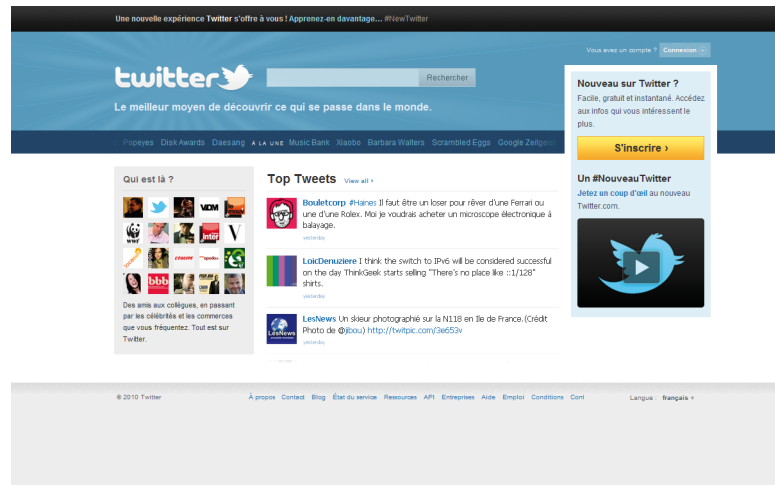 Une nouvelle expérience Twitter s'offre à vous ! Apprenez-en davantage... #NewTwitter
Vous avez un compte ? Connexion
twitter
Rechercher
Le meilleur moyen de découvrir ce qui se passe dans le monde.
Popeyes Disk Awards Daesang À LA UNE Music Bank Xiaobo Barbara Walters Scrambled Eggs Google Zeitgeist
Nouveau sur Twitter ?
Facile, gratuit et instantané. Accédez
aux infos qui vous intéressent le
plus.
S'inscrire ›
Un #NouveauTwitter
Jetez un coup d'œil au nouveau
Twitter.com.
Qui est là ?
VDM
WWF
inter
V
L'EQUIPE
bbb
Des amis aux collègues, en passant
par les célébrités et les commerces
que vous fréquentez. Tout est sur
Twitter.
Top Tweets View all
Bouletcorp #Haines Il faut être un loser pour rêver d'une Ferrari ou
une d'une Rolex. Moi je voudrais acheter un microscope électronique à
balayage.
yesterday
LoicDenuziere I think the switch to IPv6 will be considered successful
on the day ThinkGeek starts selling "There's no place like ::1/128"
shirts.
yesterday
LesNews
LesNews Un skieur photographié sur la N118 en Ile de France.(Crédit
Photo de @jibou) http://twitpic.com/3e653v
yesterday
© 2010 Twitter
À propos Contact Blog État du service Ressources API Entreprises Aide Emploi Conditions Cont
Langue : français